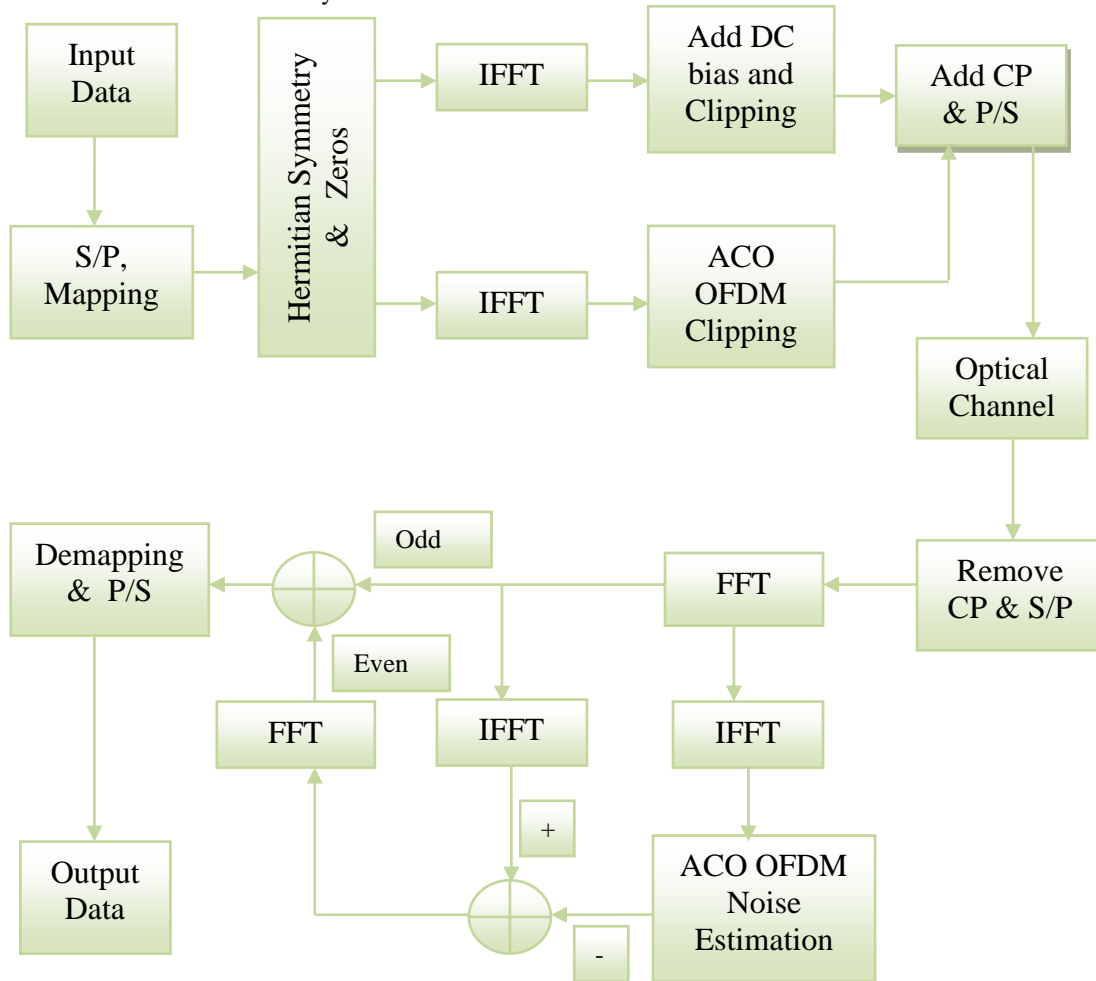 Input
Data
S/P,
Mapping
Hermitian Symmetry
& Zeros
IFFT
Add DC
bias and
Clipping
Add CP
& P/S
IFFT
ACO
OFDM
Clipping
Optical
Channel
Remove
CP & S/P
FFT
Odd
Demapping
& P/S
Even
FFT
IFFT
IFFT
+
ACO OFDM
Noise
Estimation
-
Output
Data